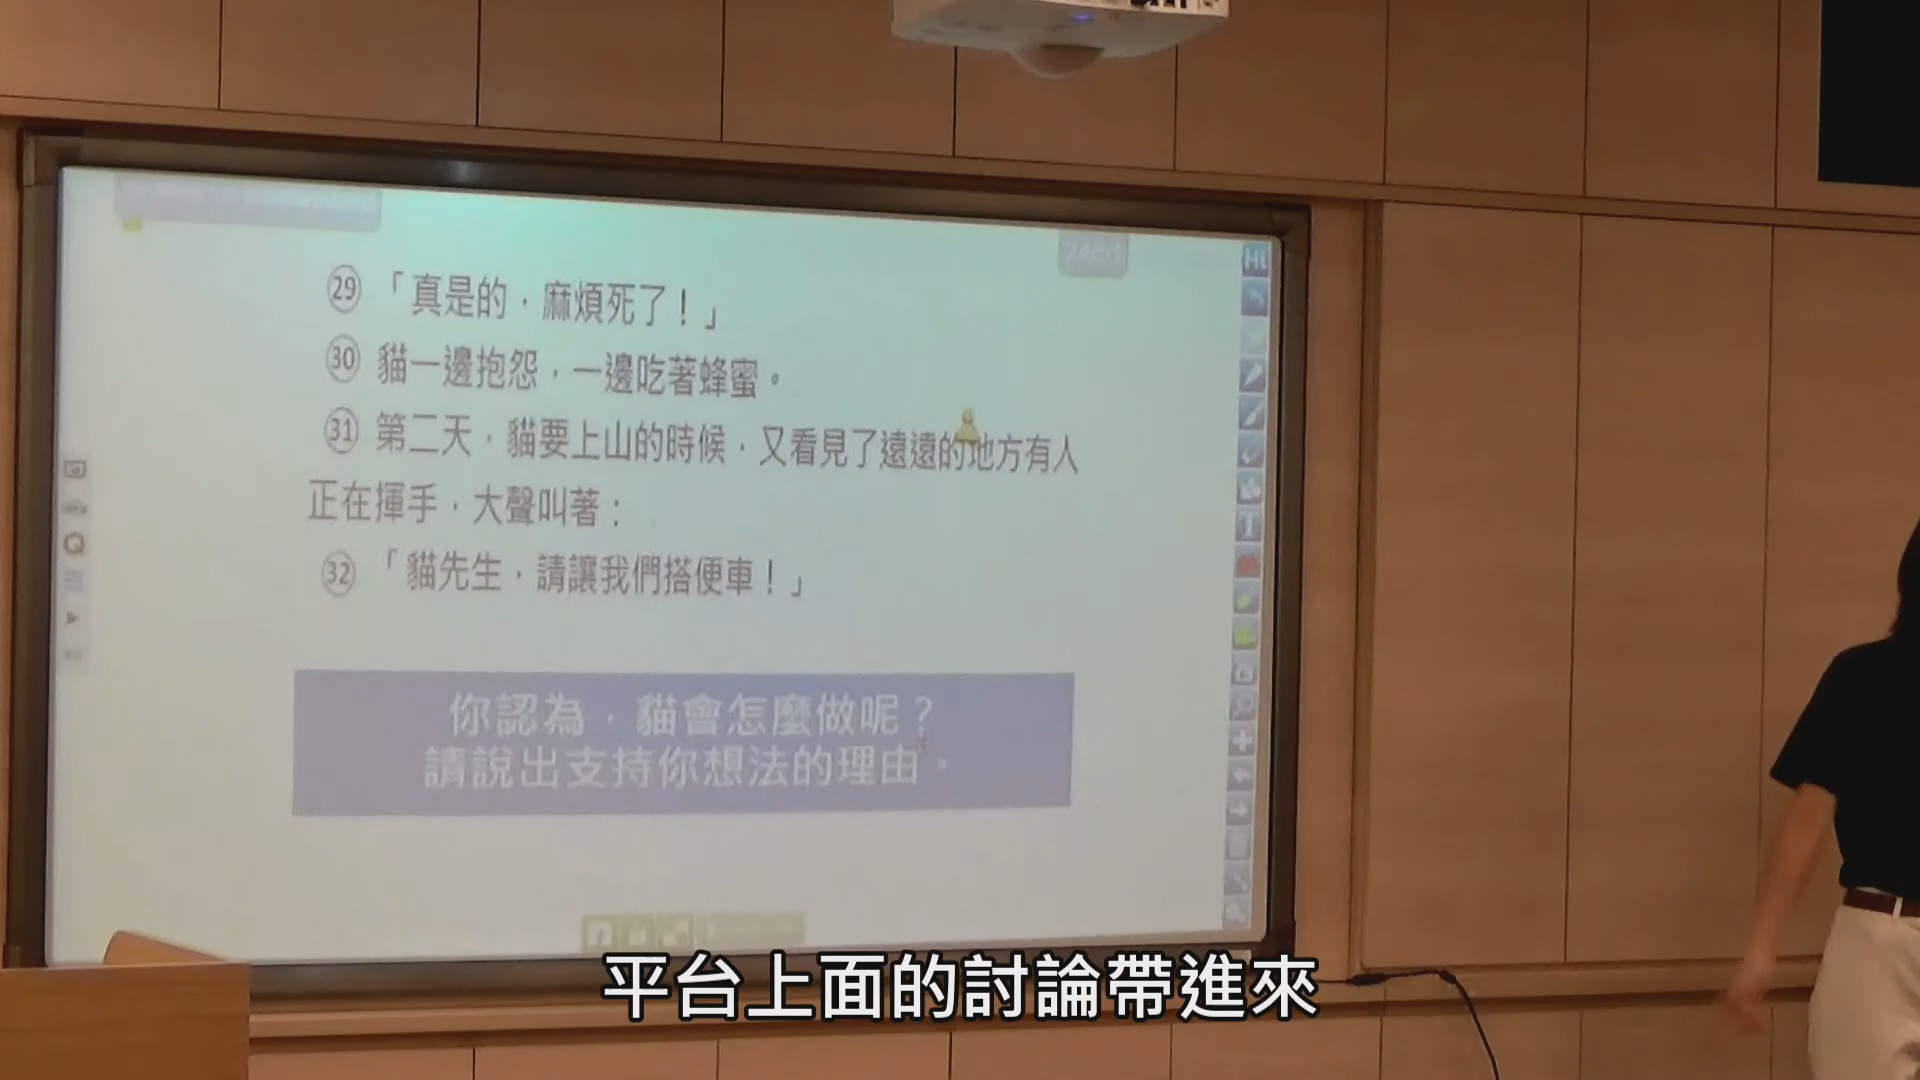 ㉙「真是的，麻煩死了！」
㉚ 貓一邊抱怨，一邊吃著蜂蜜。
㉛ 第二天，貓要上山的時候，又看見了遠遠的地方有人
正在揮手，大聲叫著：
㉜「貓先生，請讓我們搭便車！」
你認為，貓會怎麼做呢？
請說出支持你想法的理由。
平台上面的討論帶進來